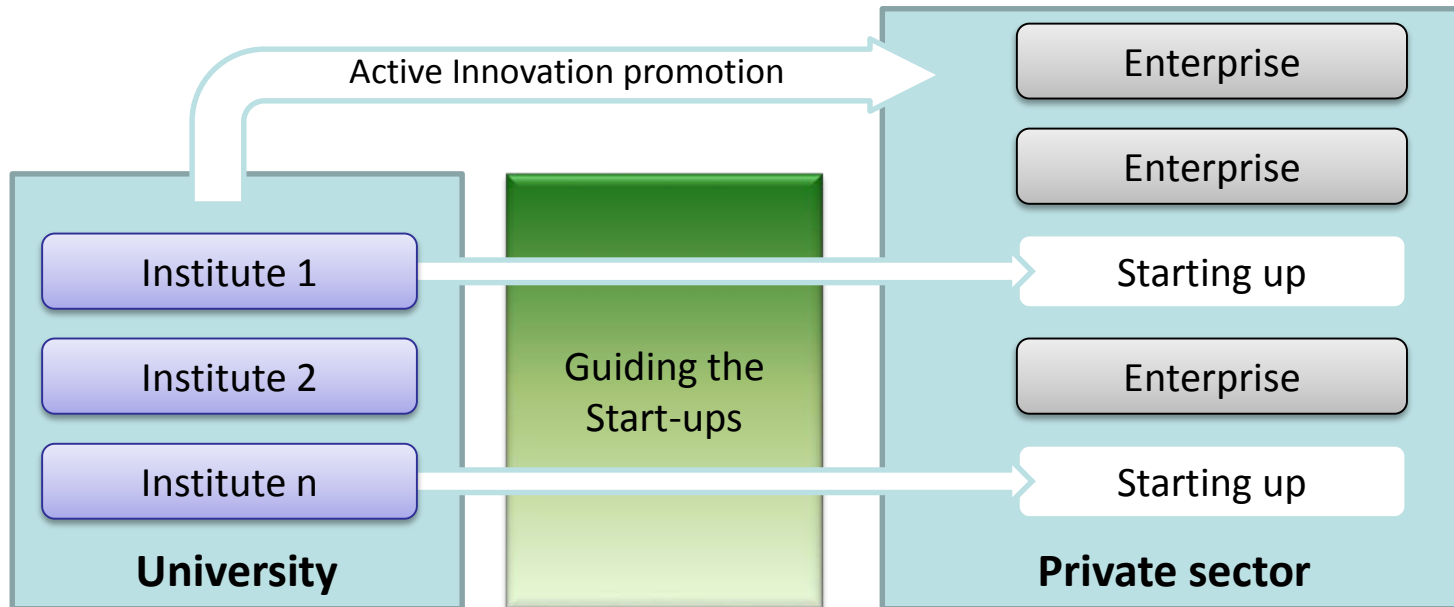 Active Innovation promotion
Institute 1
Institute 2
Institute n
University
Guiding the
Start-ups
Enterprise
Enterprise
Starting up
Enterprise
Starting up
Private sector